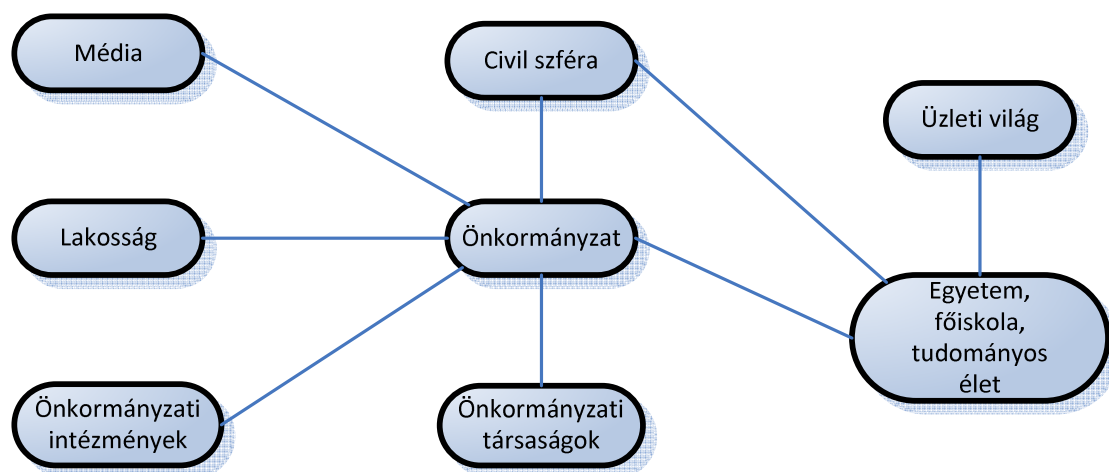 Média
Civil szféra
Üzleti világ
Lakosság
Önkormányzat
Egyetem,
főiskola,
tudományos
élet
Önkormányzati
intézmények
Önkormányzati
társaságok